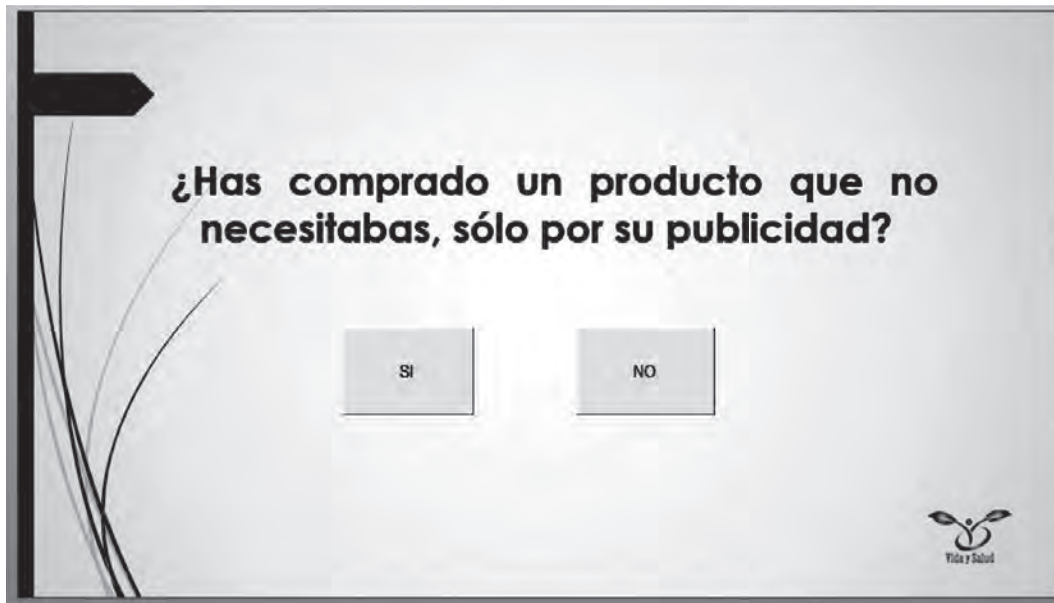 ¿Has comprado un producto que no
necesitabas, sólo por su publicidad?
SI
NO
Vida y Salud